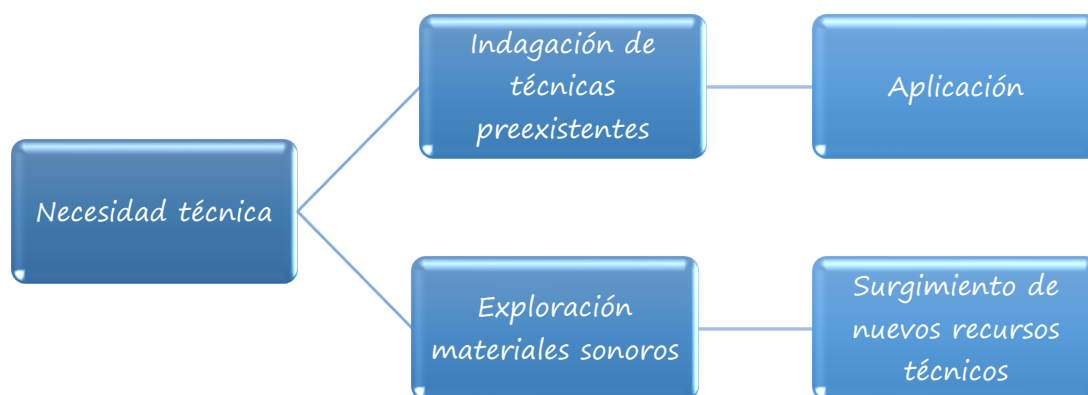 Necesidad técnica
Indagación de
técnicas
preexistentes
Aplicación
Exploración
materiales sonoros
Surgimiento de
nuevos recursos
técnicos